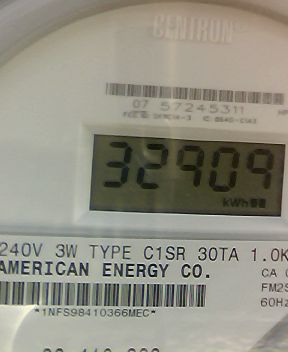 CENTRON
07 57245311
32909
kWh
240V 3W TYPE C1SR 30TA 1.0K
AMERICAN ENERGY CO.
CA
FM2S
60Hz
*1NFS98410366MEC*